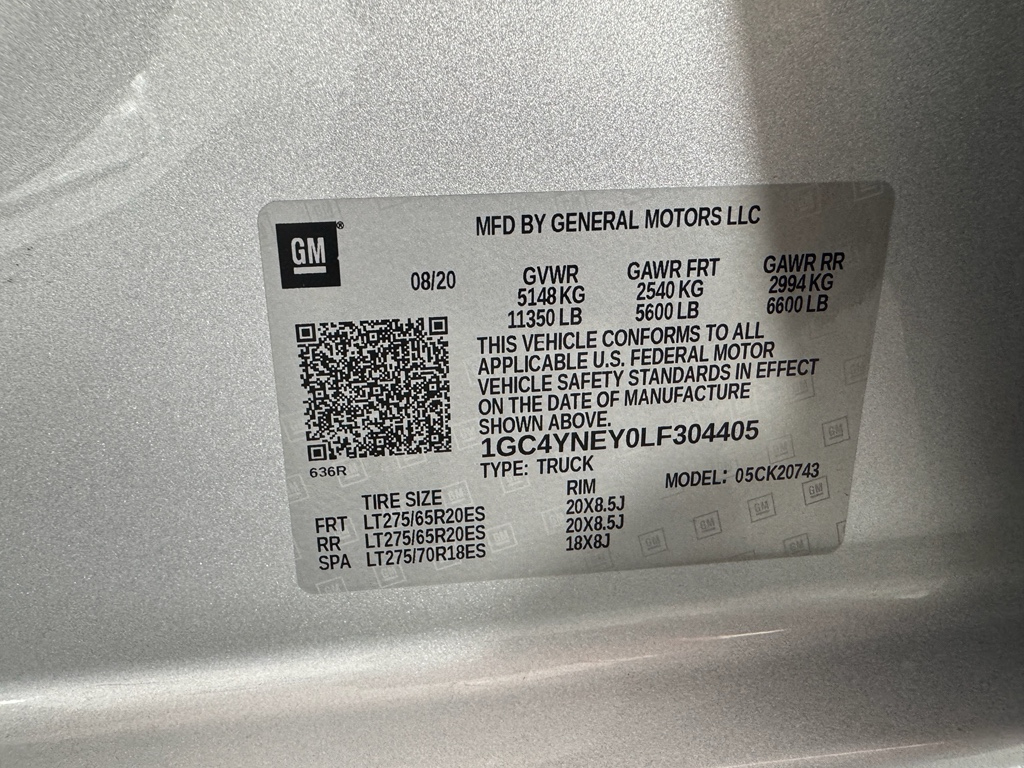 GM®
MFD BY GENERAL MOTORS LLC
08/20
GVWR GAWR FRT GAWR RR
5148 KG 2540 KG 2994 KG
11350 LB 5600 LB 6600 LB
THIS VEHICLE CONFORMS TO ALL
APPLICABLE U.S. FEDERAL MOTOR
VEHICLE SAFETY STANDARDS IN EFFECT
ON THE DATE OF MANUFACTURE
SHOWN ABOVE.
1GC4YNEY0LF304405
636R
TYPE: TRUCK MODEL: 05CK20743
TIRE SIZE RIM
FRT LT275/65R20ES 20X8.5J
RR LT275/65R20ES 20X8.5J
SPA LT275/70R18ES 18X8J